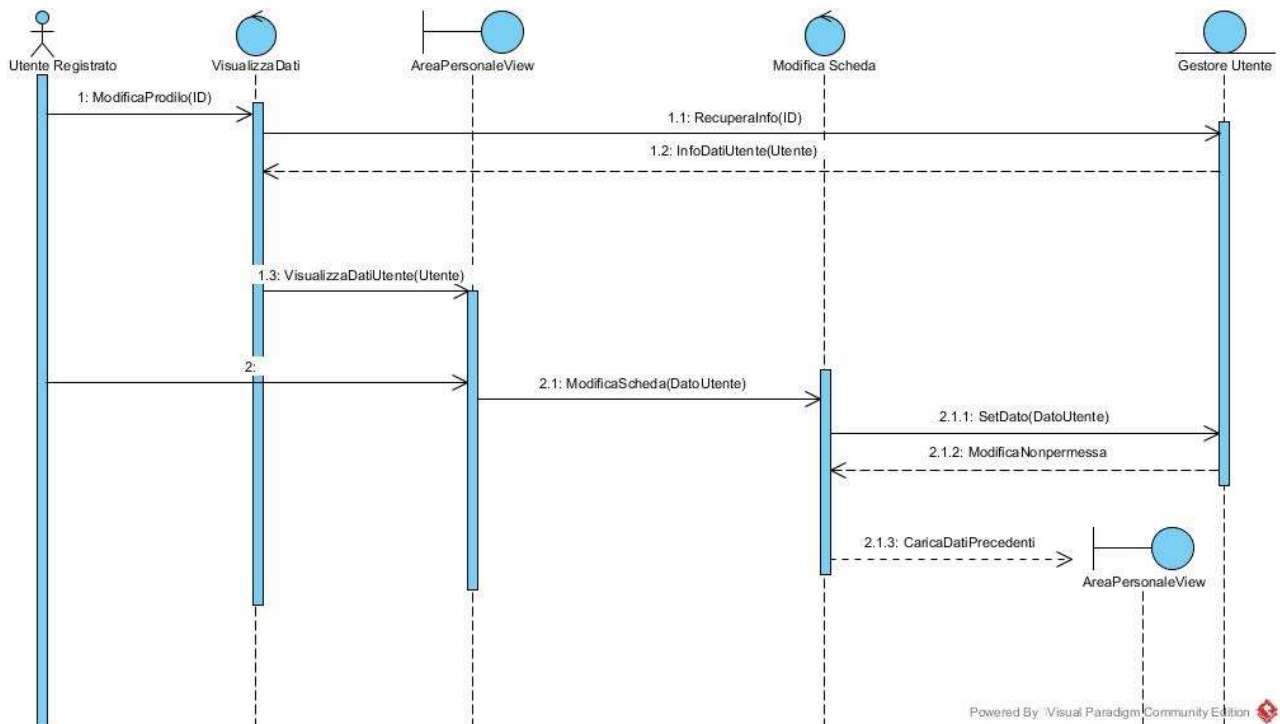 Utente Registrato
VisualizzaDati
AreaPersonaleView
Modifica Scheda
Gestore Utente
1: ModificaProdilo(ID)
1.1: RecuperaInfo(ID)
1.2: InfoDatiUtente(Utente)
1.3: VisualizzaDatiUtente(Utente)
2:
2.1: ModificaScheda(DatoUtente)
2.1.1: SetDato(DatoUtente)
2.1.2: ModificaNonpermessa
2.1.3: CaricaDatiPrecedenti
AreaPersonaleView
Powered By Visual Paradigm Community Edition